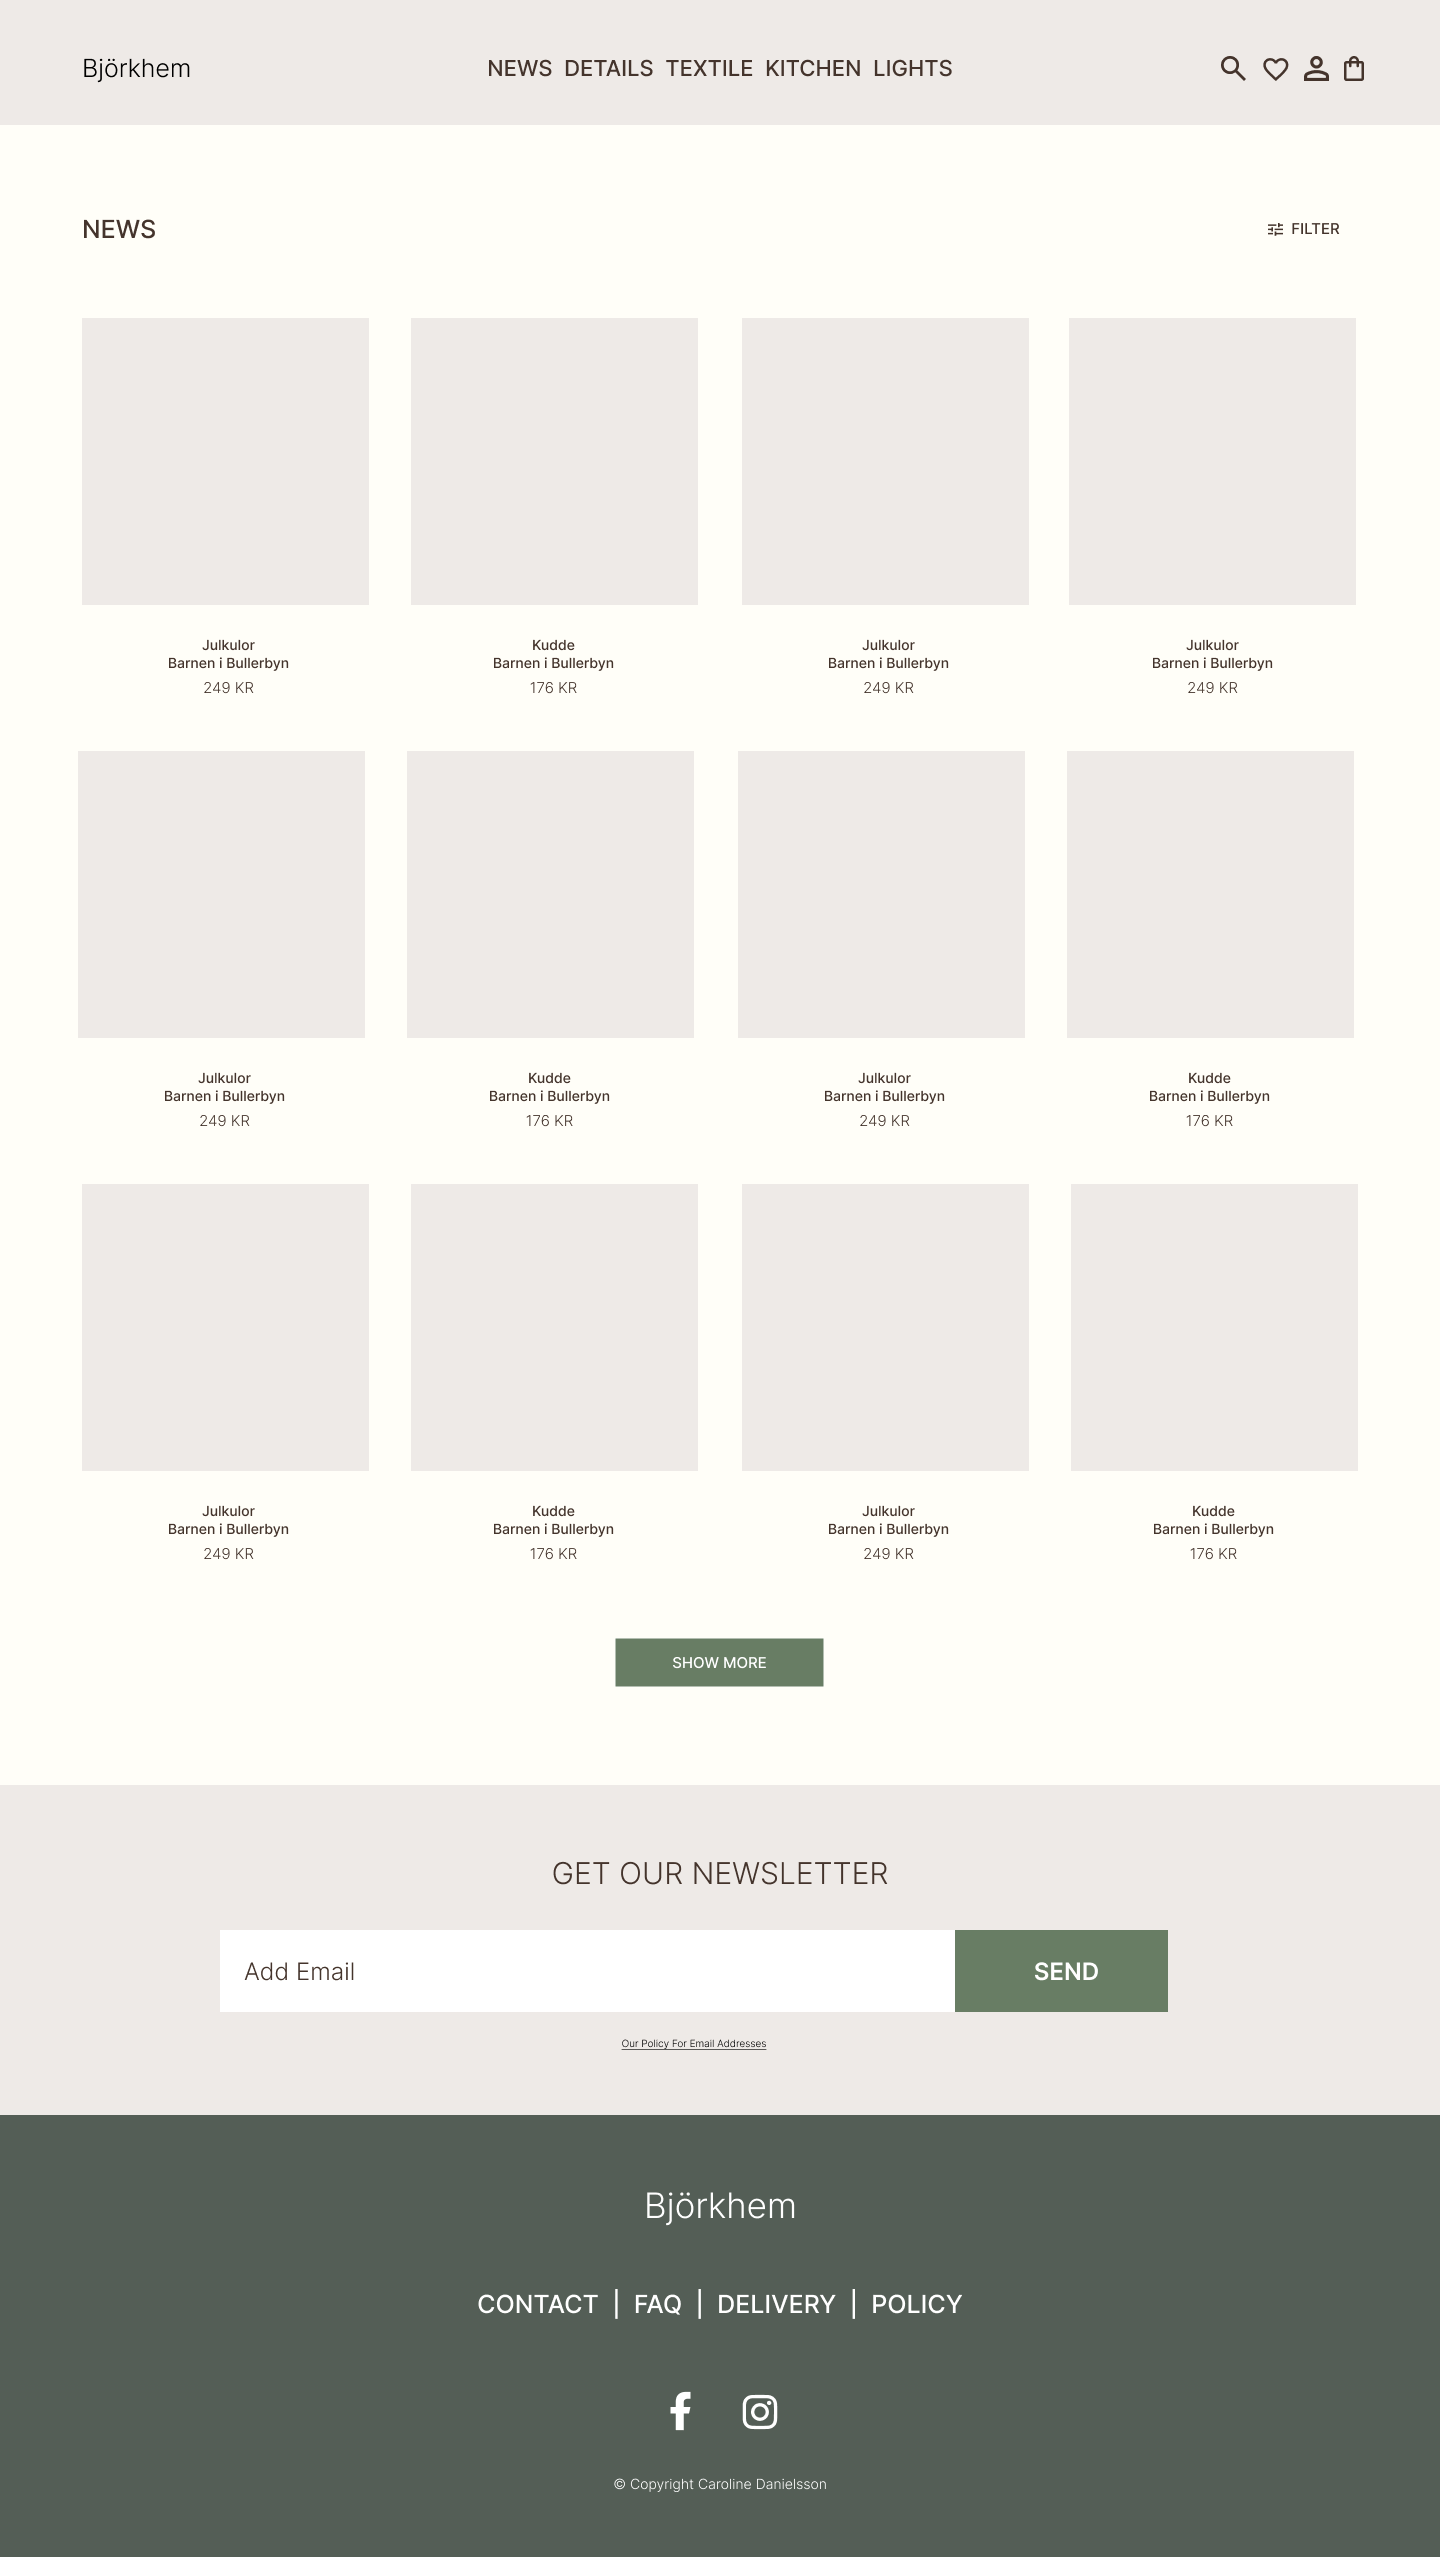 Björkhem
NEWS DETAILS TEXTILE KITCHEN LIGHTS
NEWS
FILTER
Julkulor
Barnen i Bullerbyn
249 KR
Kudde
Barnen i Bullerbyn
176 KR
Julkulor
Barnen i Bullerbyn
249 KR
Julkulor
Barnen i Bullerbyn
249 KR
Julkulor
Barnen i Bullerbyn
249 KR
Kudde
Barnen i Bullerbyn
176 KR
Julkulor
Barnen i Bullerbyn
249 KR
Kudde
Barnen i Bullerbyn
176 KR
Julkulor
Barnen i Bullerbyn
249 KR
Kudde
Barnen i Bullerbyn
176 KR
Julkulor
Barnen i Bullerbyn
249 KR
Kudde
Barnen i Bullerbyn
176 KR
SHOW MORE
GET OUR NEWSLETTER
Add Email
SEND
Our Policy For Email Addresses
Björkhem
CONTACT | FAQ | DELIVERY | POLICY
© Copyright Caroline Danielsson